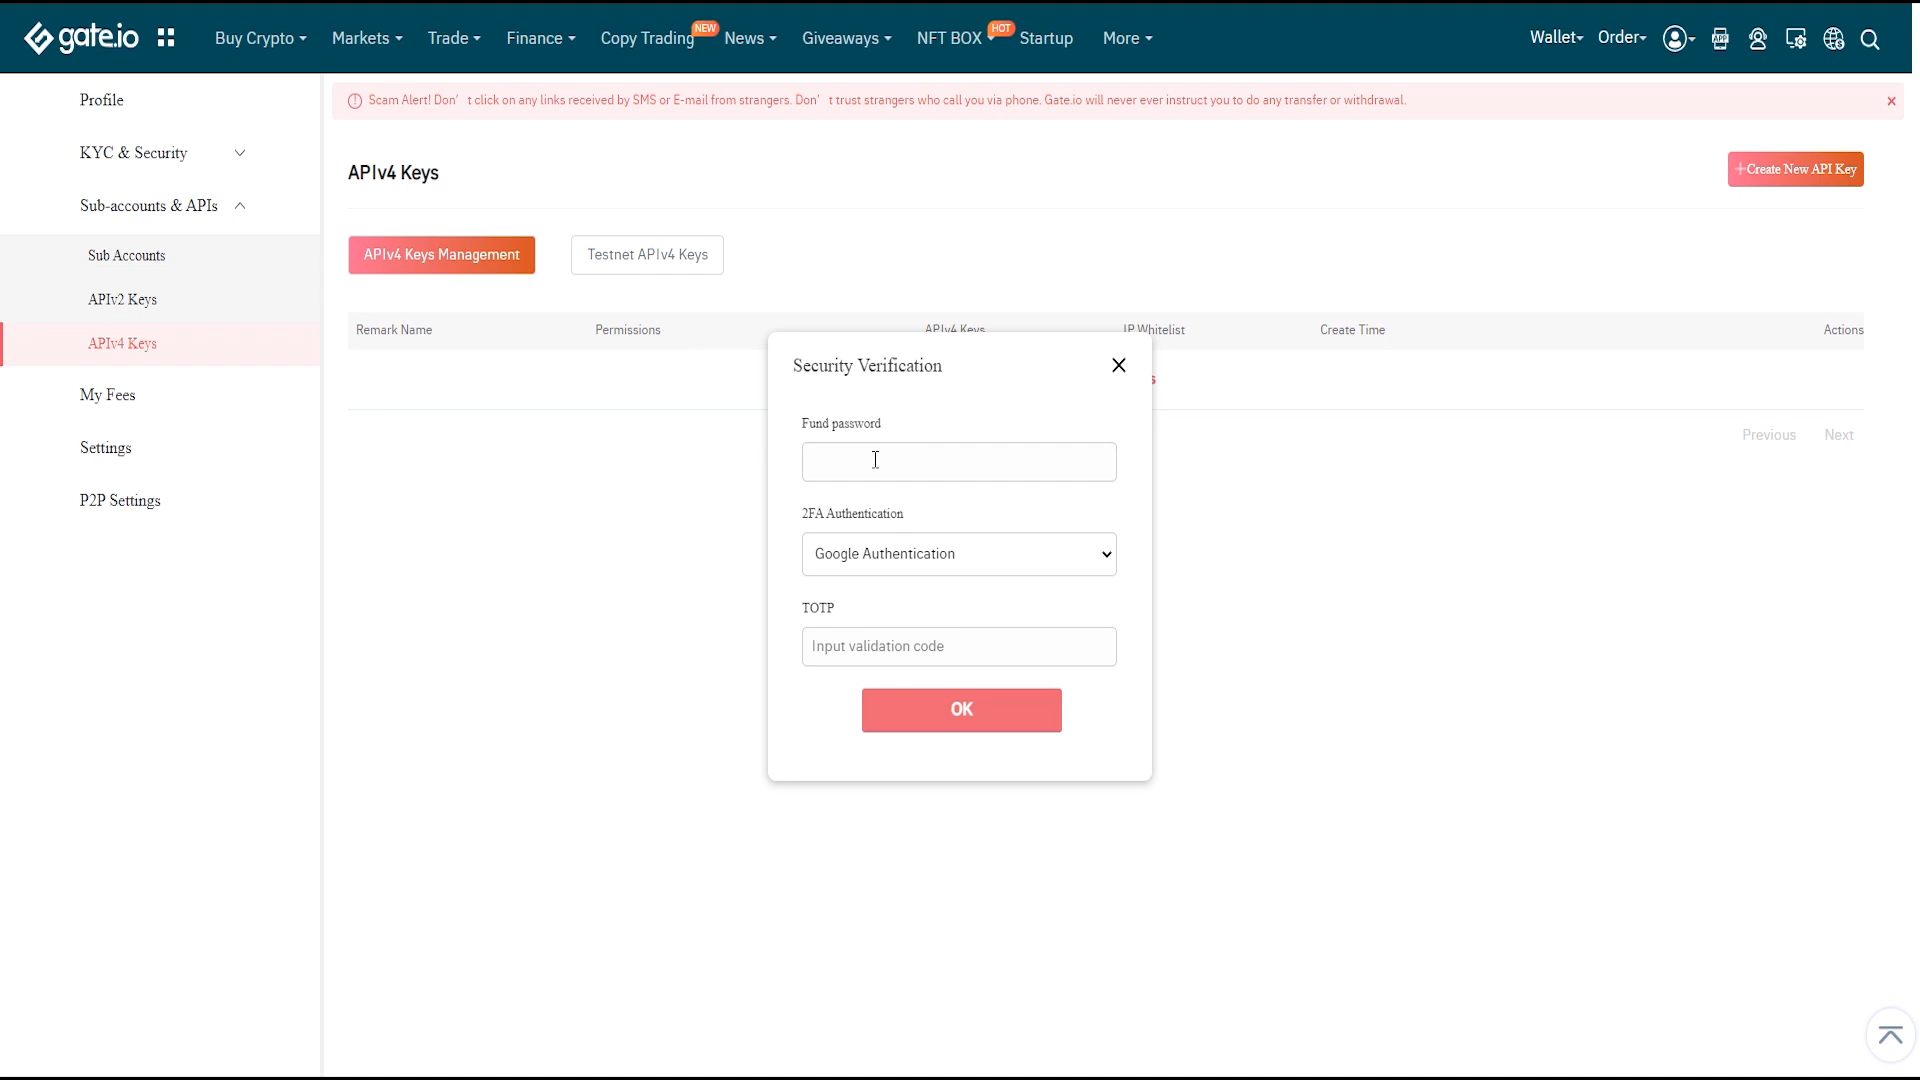 gate.io
Buy Crypto
Markets
Trade
Finance
Copy Trading
NEW
News
Giveaways
NFT BOX
HOT
Startup
More
Wallet
Order
APP
Profile
KYC & Security
Sub-accounts & APIs
Sub Accounts
APIv2 Keys
APIv4 Keys
My Fees
Settings
P2P Settings
Scam Alert! Don’ t click on any links received by SMS or E-mail from strangers. Don’ t trust strangers who call you via phone. Gate.io will never ever instruct you to do any transfer or withdrawal.
APIv4 Keys
+Create New API Key
APIv4 Keys Management
Testnet APIv4 Keys
Remark Name
Permissions
APIv4 Keys
IP Whitelist
Create Time
Actions
s
Previous
Next
Security Verification
Fund password
2FA Authentication
Google Authentication
TOTP
Input validation code
OK